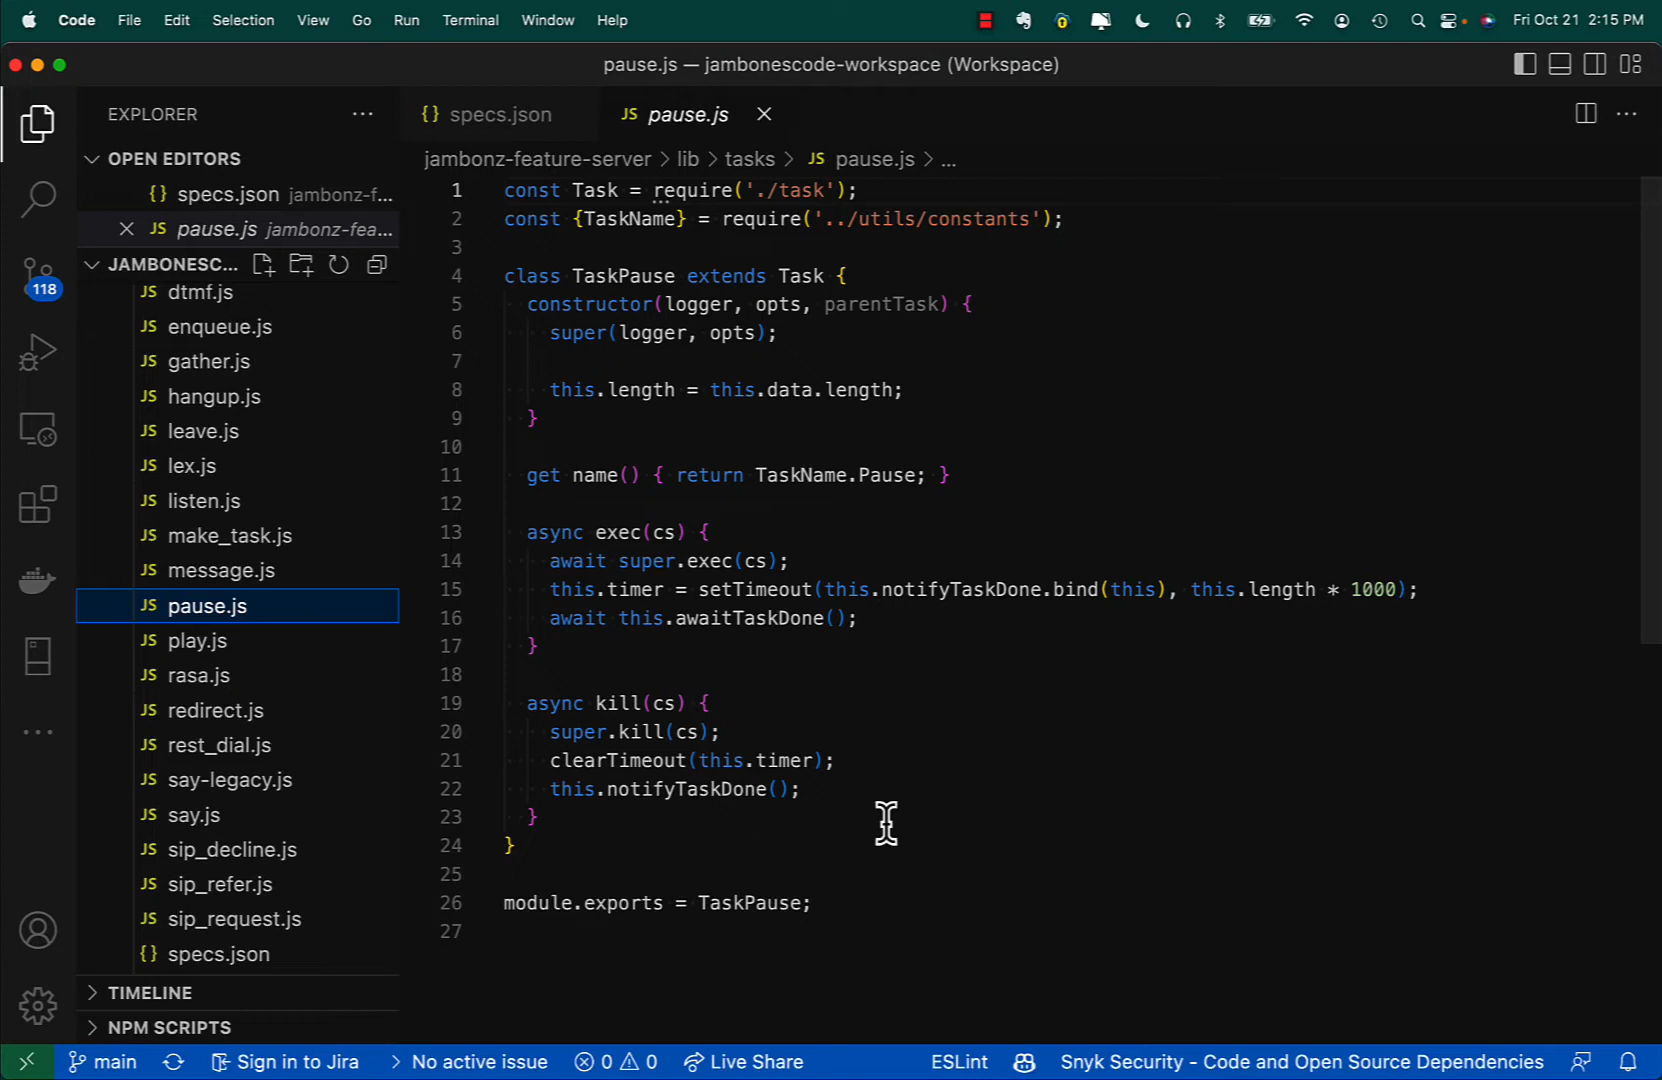 Code File Edit Selection View Go Run Terminal Window Help Fri Oct 21 2:15 PM
pause.js — jambonescode-workspace (Workspace)
EXPLORER ...
{} specs.json JS pause.js
OPEN EDITORS
jambonz-feature-server > lib > tasks > JS pause.js > ...
{} specs.json jambonz-f...
JS pause.js jambonz-fea...
JAMBONESC...
JS dtmf.js
JS enqueue.js
JS gather.js
JS hangup.js
JS leave.js
JS lex.js
JS listen.js
JS make_task.js
JS message.js
JS pause.js
JS play.js
JS rasa.js
JS redirect.js
JS rest_dial.js
JS say-legacy.js
JS say.js
JS sip_decline.js
JS sip_refer.js
JS sip_request.js
{} specs.json
TIMELINE
NPM SCRIPTS
118
1 const Task = require('./task');
2 const {TaskName} = require('../utils/constants');
3
4 class TaskPause extends Task {
5 constructor(logger, opts, parentTask) {
6 super(logger, opts);
7
8 this.length = this.data.length;
9 }
10
11 get name() { return TaskName.Pause; }
12
13 async exec(cs) {
14 await super.exec(cs);
15 this.timer = setTimeout(this.notifyTaskDone.bind(this), this.length * 1000);
16 await this.awaitTaskDone();
17 }
18
19 async kill(cs) {
20 super.kill(cs);
21 clearTimeout(this.timer);
22 this.notifyTaskDone();
23 }
24 }
25
26 module.exports = TaskPause;
27
main Sign in to Jira No active issue 0 0 Live Share ESLint Snyk Security - Code and Open Source Dependencies